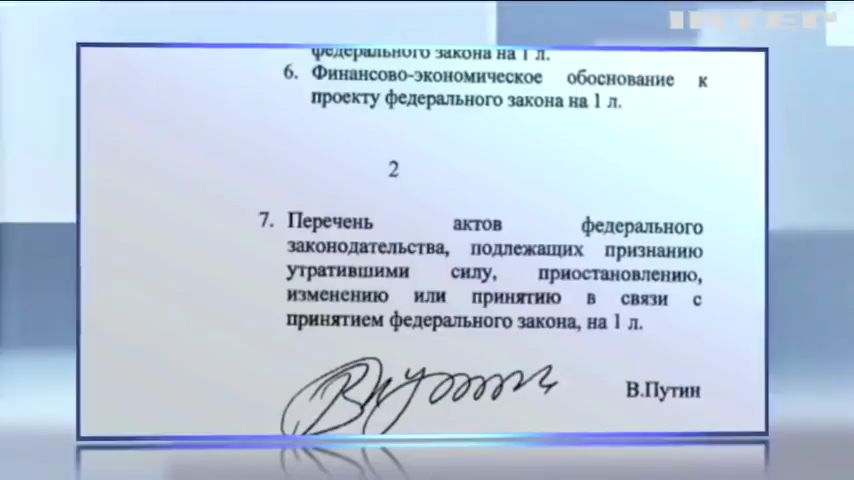 INTER
федерального закона на 1 л.
6. Финансово-экономическое обоснование к
проекту федерального закона на 1 л.
2
7. Перечень актов федерального
законодательства, подлежащих признанию
утратившими силу, приостановлению,
изменению или принятию в связи с
принятием федерального закона, на 1 л.
В.Путин